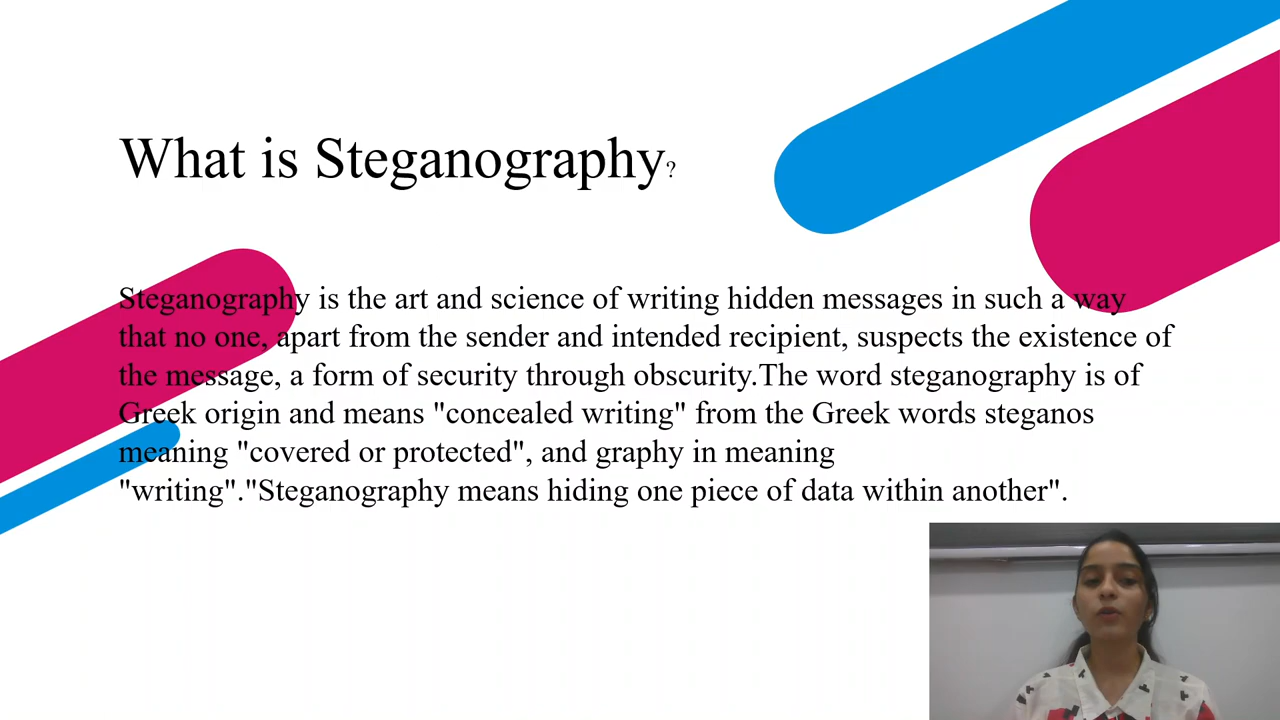 What is Steganography?
Steganography is the art and science of writing hidden messages in such a way
that no one, apart from the sender and intended recipient, suspects the existence of
the message, a form of security through obscurity.The word steganography is of
Greek origin and means "concealed writing" from the Greek words steganos
meaning "covered or protected", and graphy in meaning
"writing"."Steganography means hiding one piece of data within another".